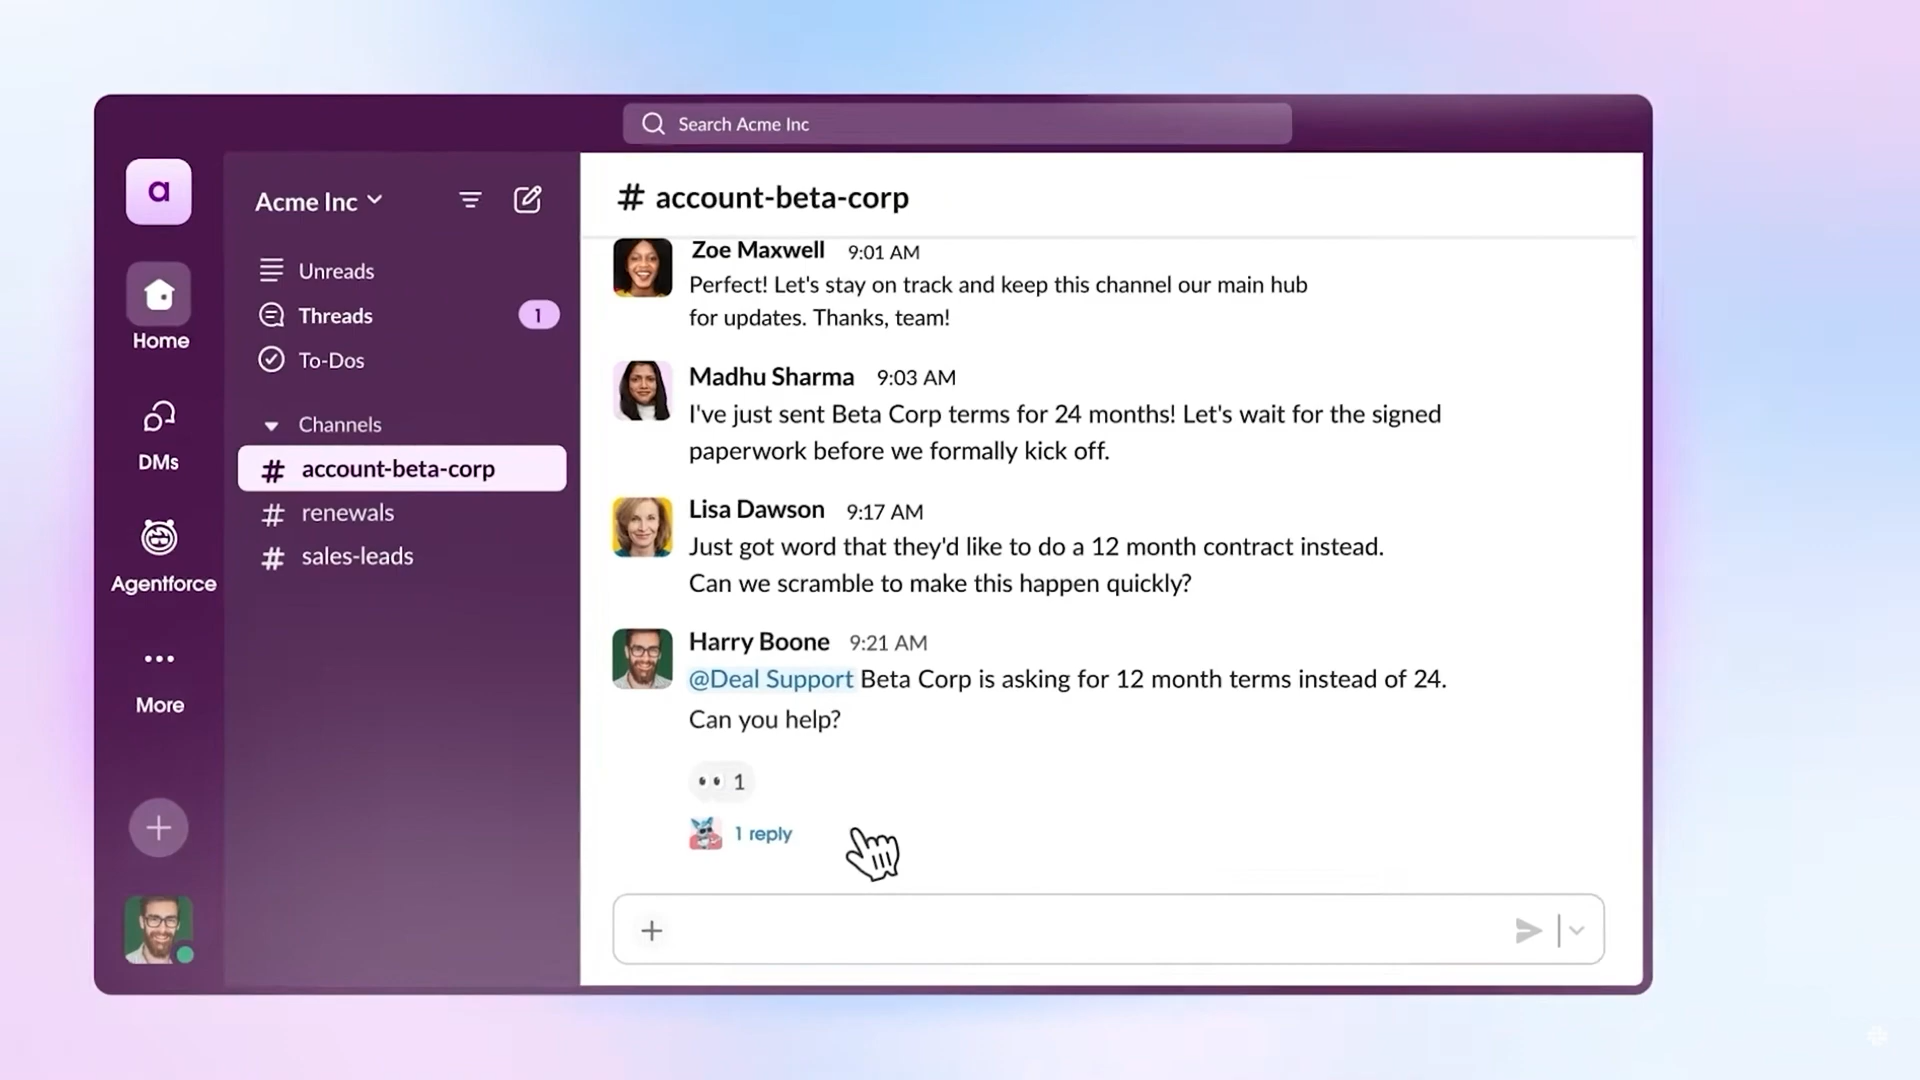 Search Acme Inc
a
Home
DMs
Agentforce
More
Acme Inc
Unreads
Threads 1
To-Dos
Channels
# account-beta-corp
# renewals
# sales-leads
# account-beta-corp
Zoe Maxwell 9:01 AM
Perfect! Let's stay on track and keep this channel our main hub
for updates. Thanks, team!
Madhu Sharma 9:03 AM
I've just sent Beta Corp terms for 24 months! Let's wait for the signed
paperwork before we formally kick off.
Lisa Dawson 9:17 AM
Just got word that they'd like to do a 12 month contract instead.
Can we scramble to make this happen quickly?
Harry Boone 9:21 AM
@Deal Support Beta Corp is asking for 12 month terms instead of 24.
Can you help?
👀 1
1 reply